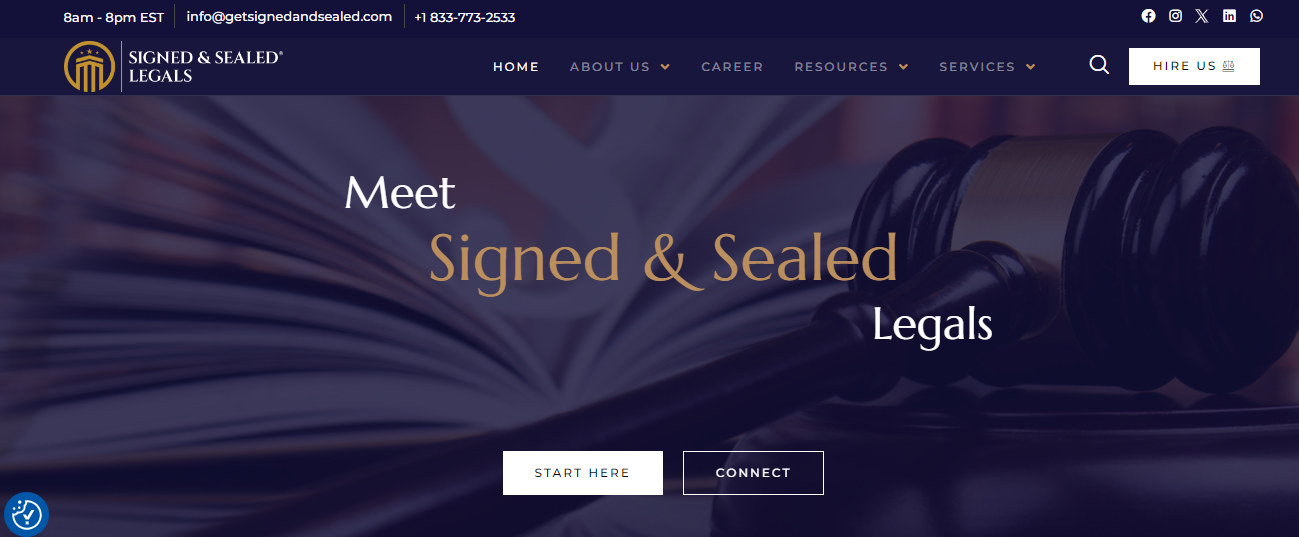 8am - 8pm EST
info@getsignedandsealed.com
+1 833-773-2533
SIGNED & SEALED®
LEGALS
HOME
ABOUT US
CAREER
RESOURCES
SERVICES
HIRE US
Meet
Signed & Sealed
Legals
START HERE
CONNECT